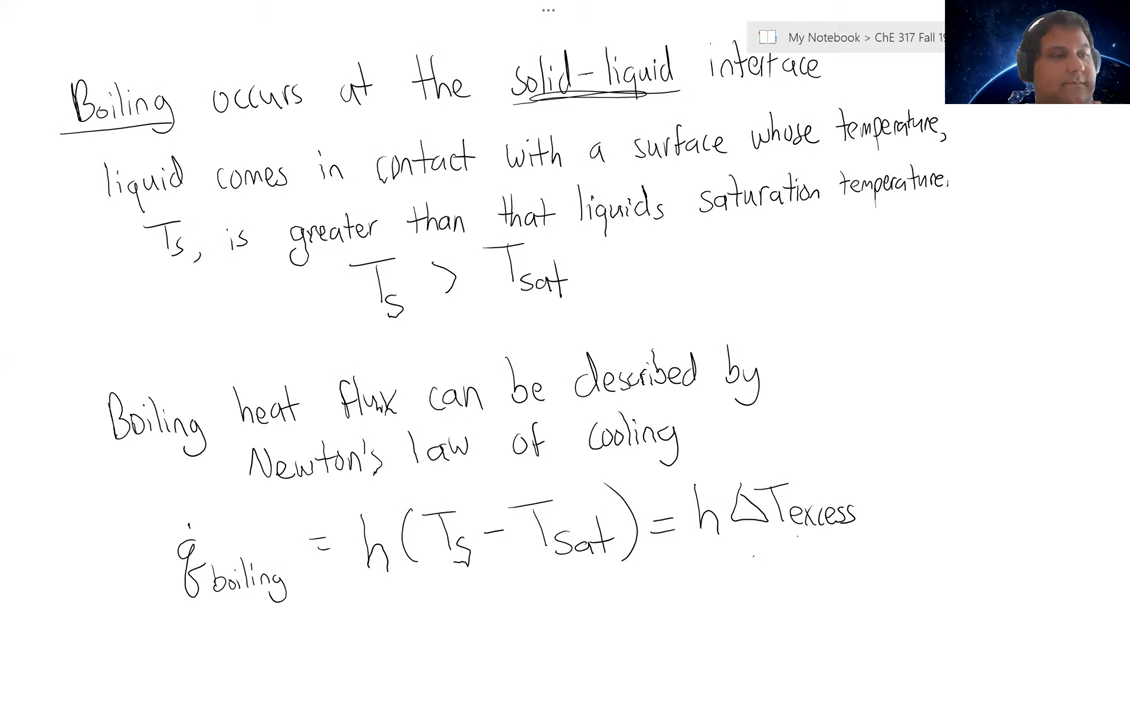 ...
My Notebook > ChE 317 Fall 19
Boiling occurs at the solid-liquid interface
liquid comes in contact with a surface whose temperature,
Ts, is greater than that liquids saturation temperature.
Ts > Tsat
Boiling heat flux can be described by
Newton's law of cooling
q̇boiling = h(Ts - Tsat) = hΔTexcess